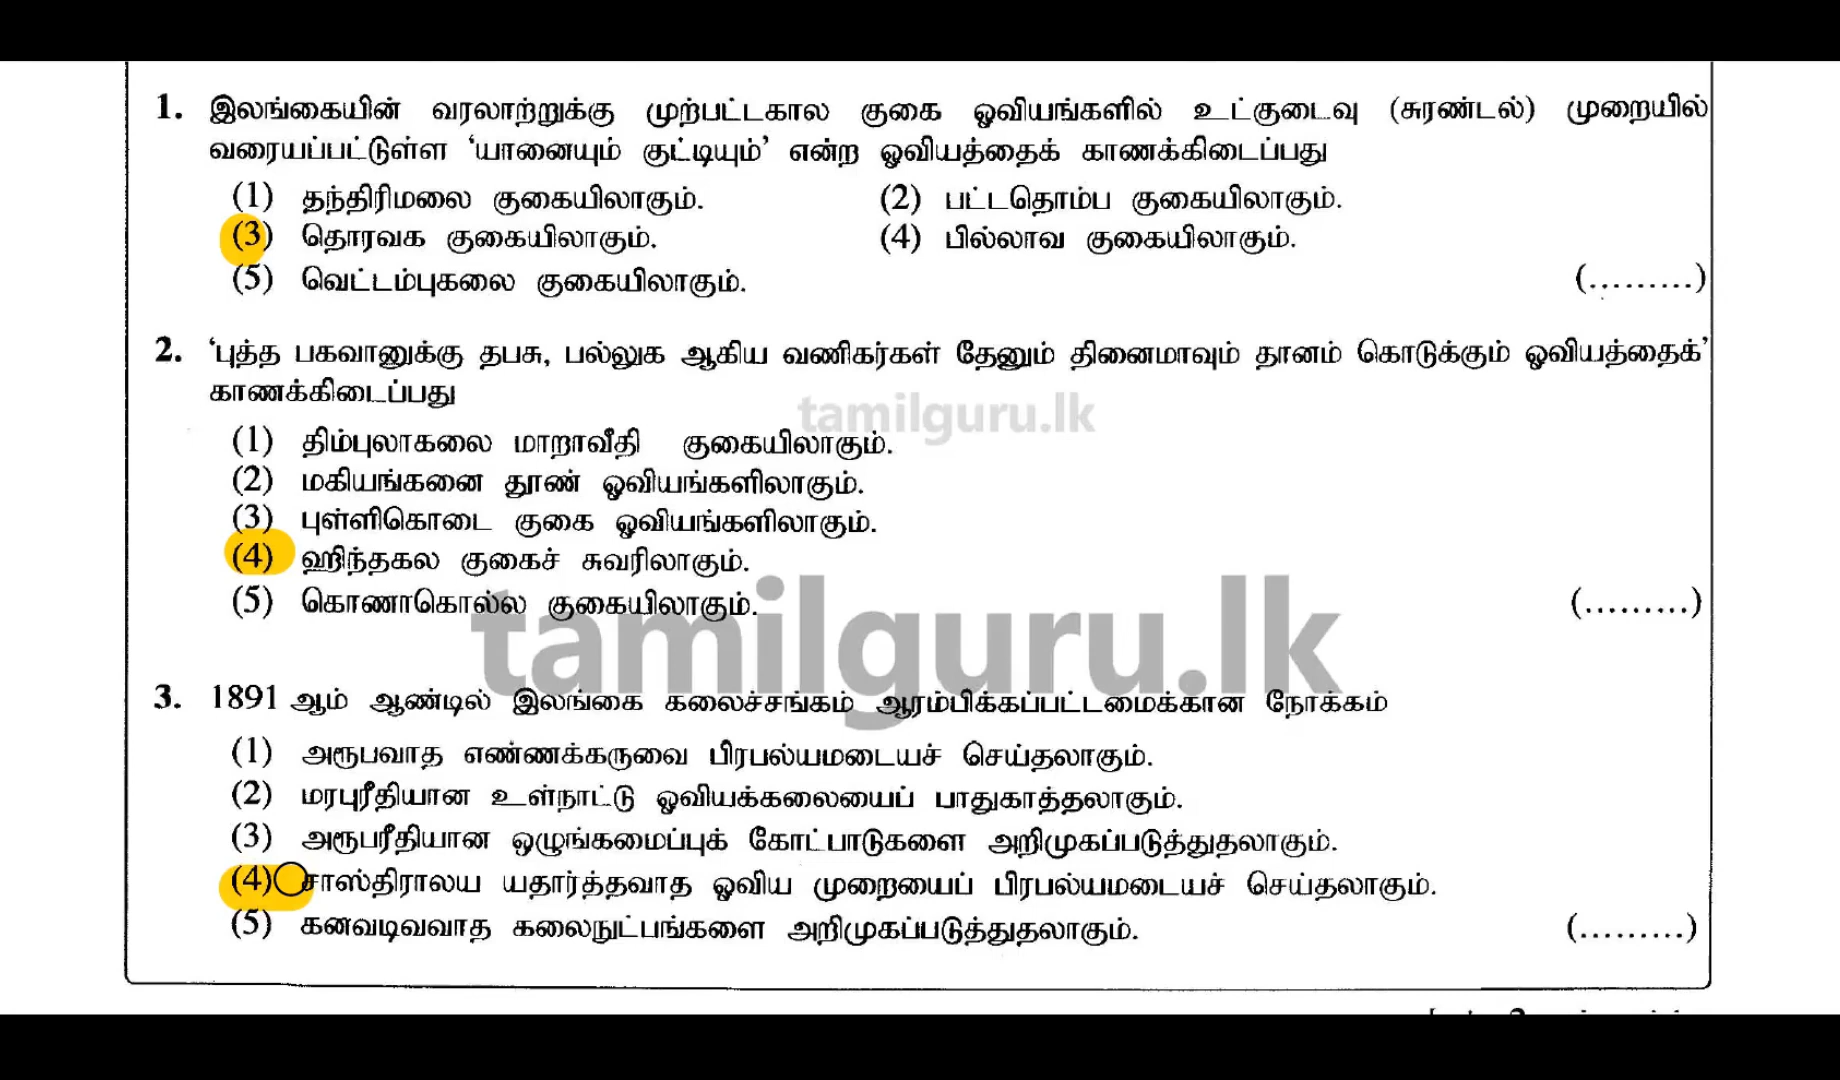 1. இலங்கையின் வரலாற்றுக்கு முற்பட்டகால குகை ஓவியங்களில் உட்குடைவு (சுரண்டல்) முறையில்
வரையப்பட்டுள்ள ‘யானையும் குட்டியும்’ என்ற ஓவியத்தைக் காணக்கிடைப்பது
(1) தந்திரிமலை குகையிலாகும். (2) பட்டதொம்ப குகையிலாகும்.
(3) தொரவக குகையிலாகும். (4) பில்லாவ குகையிலாகும்.
(5) வெட்டம்புகலை குகையிலாகும். (.........)
2. ‘புத்த பகவானுக்கு தபசு, பல்லுக ஆகிய வணிகர்கள் தேனும் தினைமாவும் தானம் கொடுக்கும் ஓவியத்தைக்’
காணக்கிடைப்பது
tamilguru.lk
(1) திம்புலாகலை மாறாவீதி குகையிலாகும்.
(2) மகியங்கனை தூண் ஓவியங்களிலாகும்.
(3) புள்ளிகொடை குகை ஓவியங்களிலாகும்.
(4) ஹிந்தகல குகைச் சுவரிலாகும்.
(5) கொணாகொல்ல குகையிலாகும். (.........)
tamilguru.lk
3. 1891 ஆம் ஆண்டில் இலங்கை கலைச்சங்கம் ஆரம்பிக்கப்பட்டமைக்கான நோக்கம்
(1) அரூபவாத எண்ணக்கருவை பிரபல்யமடையச் செய்தலாகும்.
(2) மரபுரீதியான உள்நாட்டு ஓவியக்கலையைப் பாதுகாத்தலாகும்.
(3) அரூபரீதியான ஒழுங்கமைப்புக் கோட்பாடுகளை அறிமுகப்படுத்துதலாகும்.
(4) சாஸ்திராலய யதார்த்தவாத ஓவிய முறையைப் பிரபல்யமடையச் செய்தலாகும்.
(5) கனவடிவவாத கலைநுட்பங்களை அறிமுகப்படுத்துதலாகும். (.........)